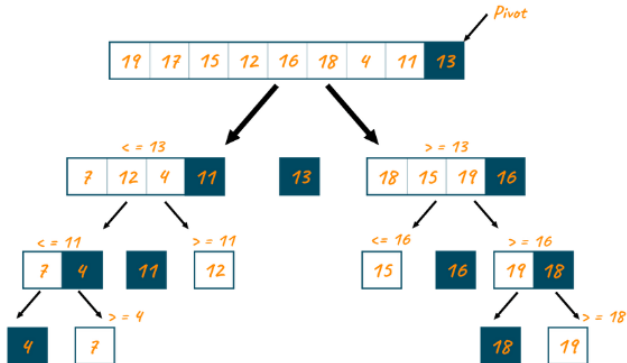 Pivot
19 17 15 12 16 18 4 11 13
< = 13
> = 13
7 12 4 11
13
18 15 19 16
< = 11
> = 11
<= 16
> = 16
7 4
11
12
15
16
19 18
> = 4
> = 18
4
7
18
19